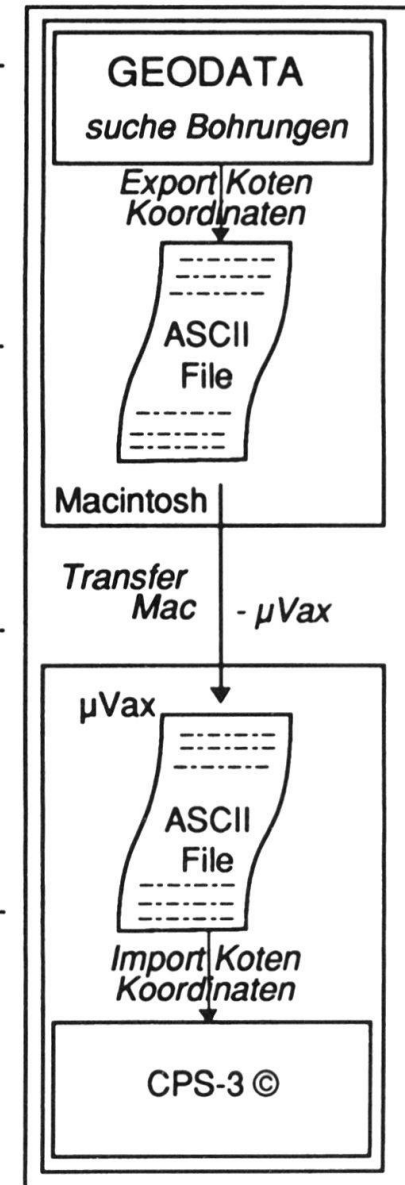 GEODATA
suche Bohrungen
Export Koten
Koordinaten
ASCII
File
Macintosh
Transfer
Mac - µVax
µVax
ASCII
File
Import Koten
Koordinaten
CPS-3 ©